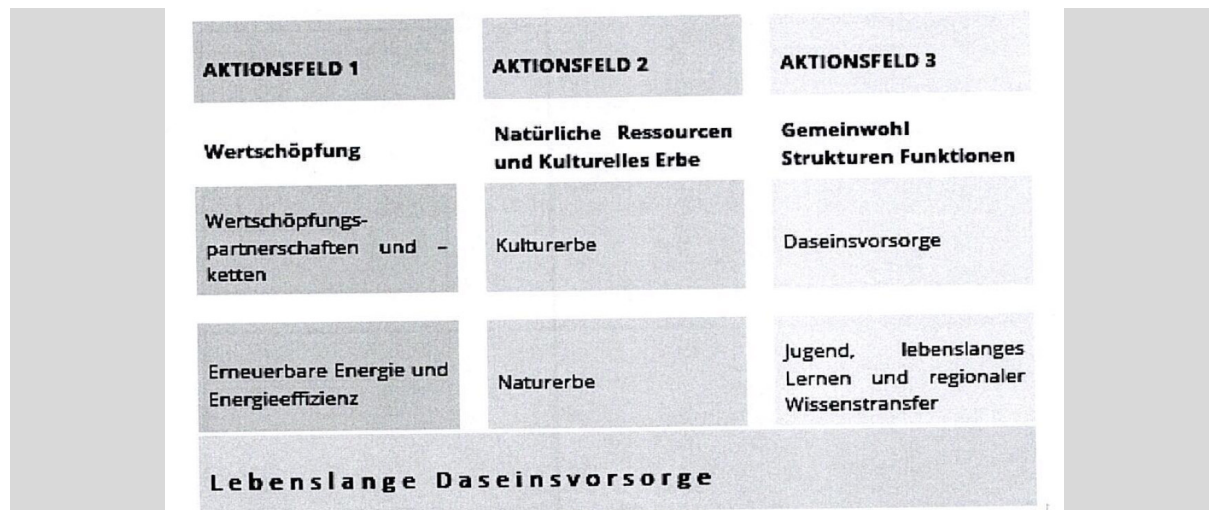 AKTIONSFELD 1
AKTIONSFELD 2
AKTIONSFELD 3
Wertschöpfung
Natürliche Ressourcen
und Kulturelles Erbe
Gemeinwohl
Strukturen Funktionen
Wertschöpfungs-
partnerschaften und –
ketten
Kulturerbe
Daseinsvorsorge
Erneuerbare Energie und
Energieeffizienz
Naturerbe
Jugend, lebenslanges
Lernen und regionaler
Wissenstransfer
Lebenslange Daseinsvorsorge